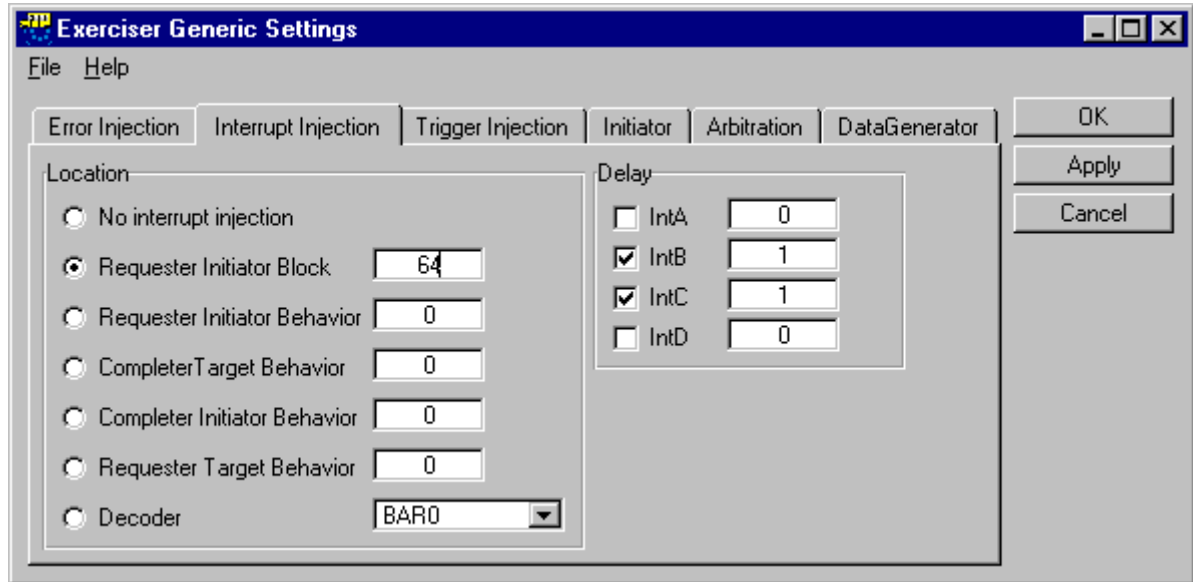 Exerciser Generic Settings
File Help
Error Injection Interrupt Injection Trigger Injection Initiator Arbitration DataGenerator
OK
Apply
Cancel
Location
No interrupt injection
Requester Initiator Block 64
Requester Initiator Behavior 0
CompleterTarget Behavior 0
Completer Initiator Behavior 0
Requester Target Behavior 0
Decoder BAR0
Delay
IntA 0
IntB 1
IntC 1
IntD 0